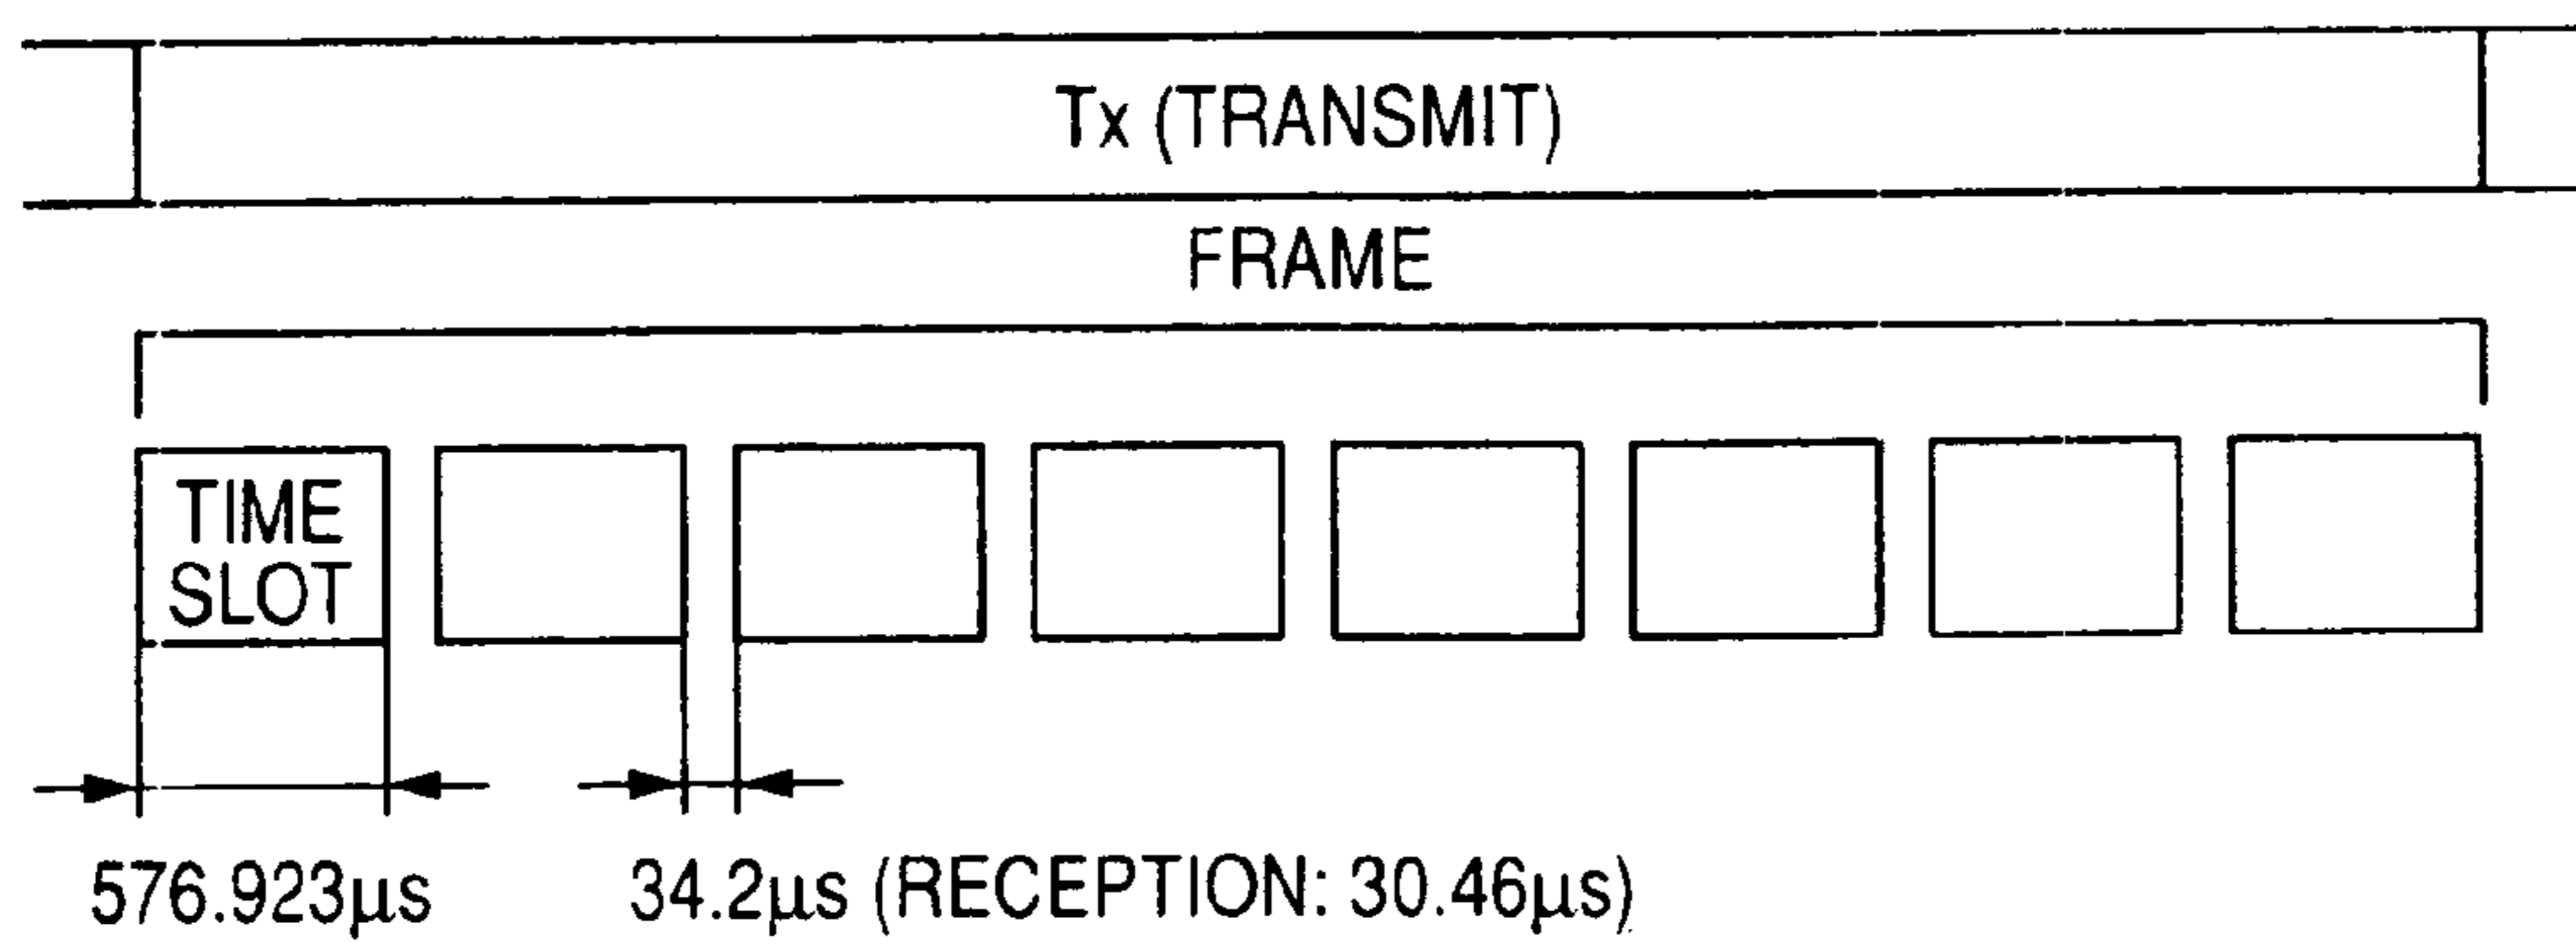 Tx (TRANSMIT)
FRAME
TIME
SLOT
576.923μs
34.2μs (RECEPTION: 30.46μs)